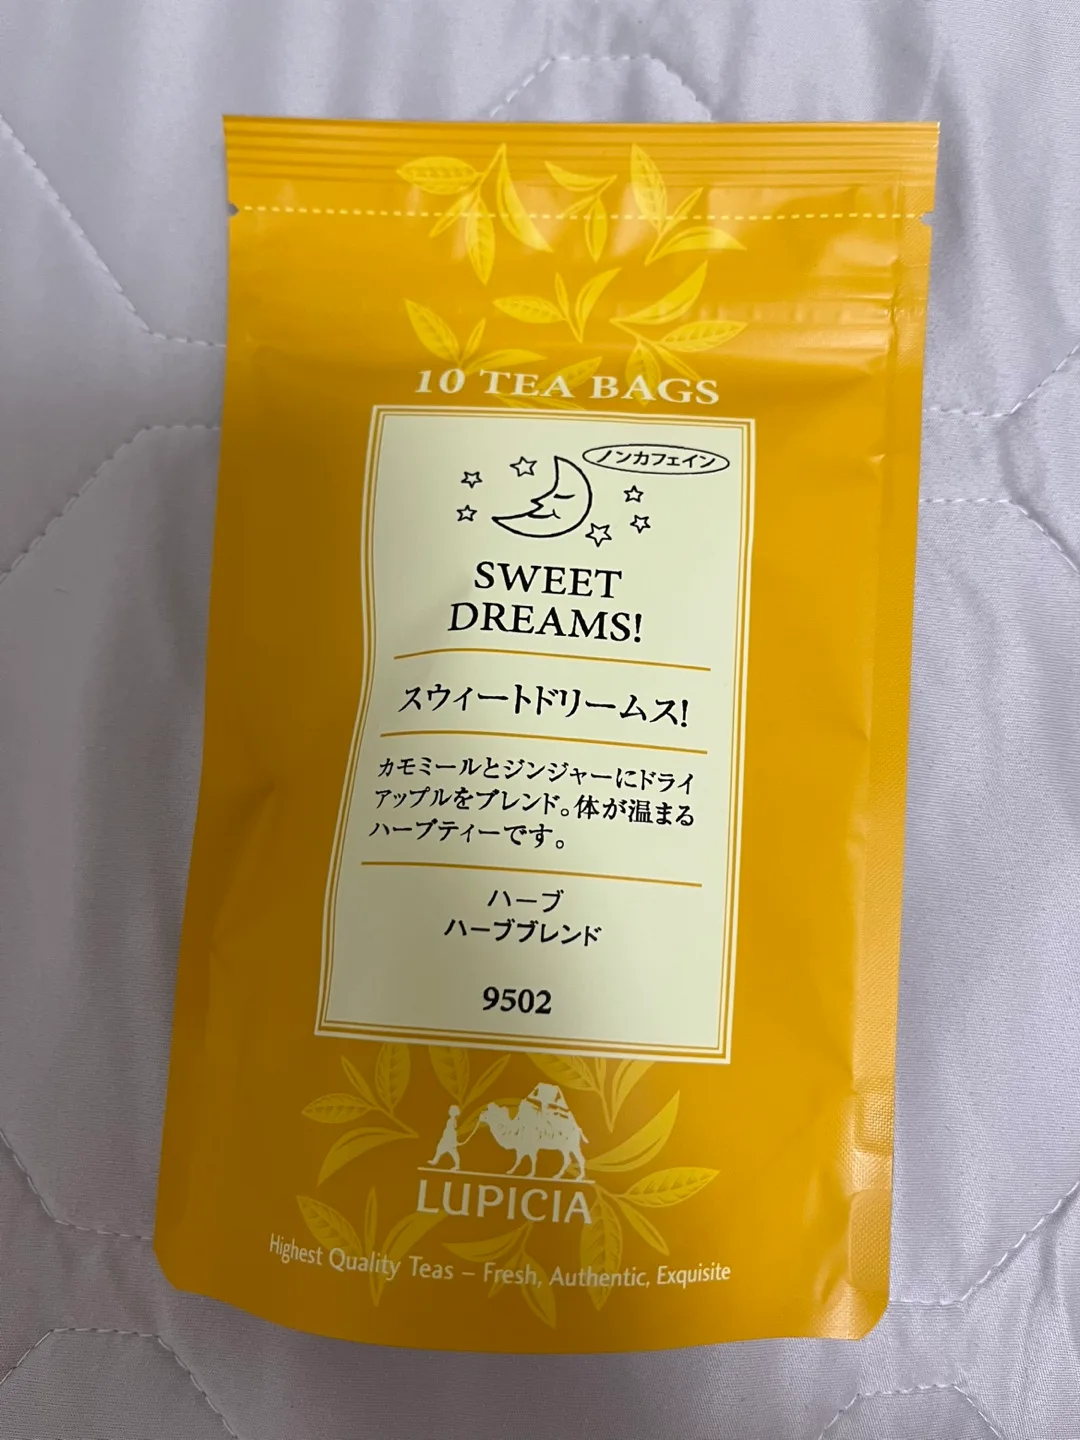 10 TEA BAGS
ノンカフェイン
SWEET
DREAMS!
スウィートドリームス!
カモミールとジンジャーにドライ
アップルをブレンド。体が温まる
ハーブティーです。
ハーブ
ハーブブレンド
9502
LUPICIA
Highest Quality Teas – Fresh, Authentic, Exquisite